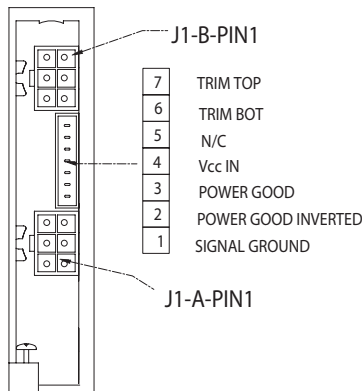 J1-B-PIN1
7 TRIM TOP
6 TRIM BOT
5 N/C
4 Vcc IN
3 POWER GOOD
2 POWER GOOD INVERTED
1 SIGNAL GROUND
J1-A-PIN1